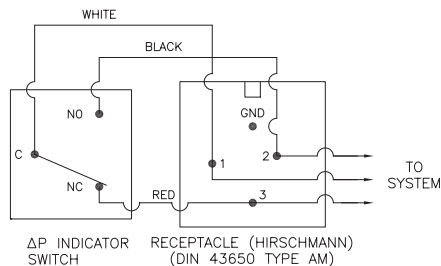 WHITE
BLACK
NO
GND
C
1
2
NC
RED
3
TO
SYSTEM
ΔP INDICATOR
SWITCH
RECEPTACLE (HIRSCHMANN)
(DIN 43650 TYPE AM)